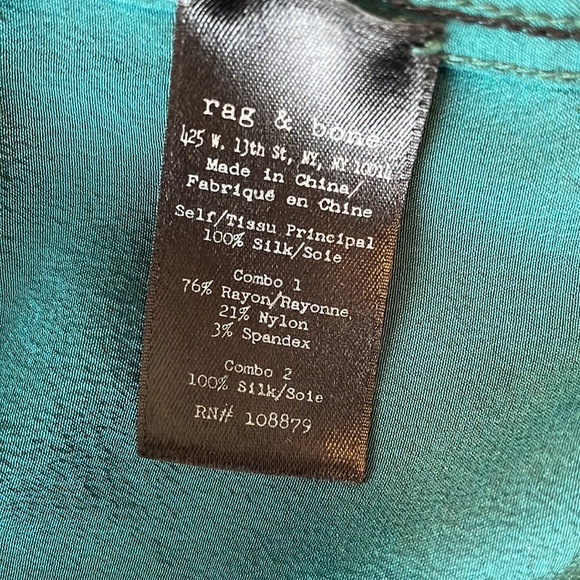 rag & bone
425 W. 13th St, NY, NY 10014
Made in China/
Fabriqué en Chine
Self/Tissu Principal
100% Silk/Soie
Combo 1
76% Rayon/Rayonne
21% Nylon
3% Spandex
Combo 2
100% Silk/Soie
RN# 108879